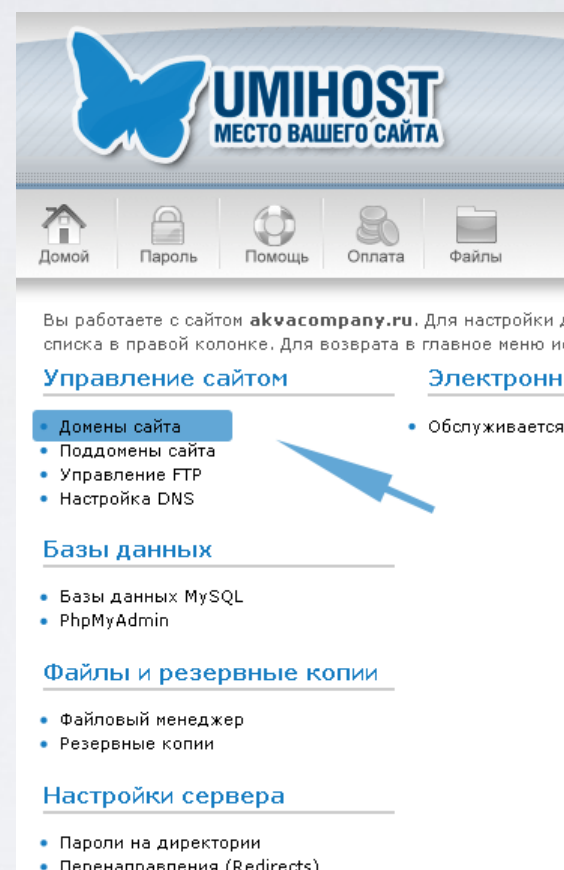 UMIHOST
МЕСТО ВАШЕГО САЙТА
Домой
Пароль
Помощь
Оплата
Файлы
Вы работаете с сайтом akvacompany.ru. Для настройки
списка в правой колонке. Для возврата в главное меню
Управление сайтом
Домены сайта
Поддомены сайта
Управление FTP
Настройка DNS
Электронн
Обслуживается
Базы данных
Базы данных MySQL
PhpMyAdmin
Файлы и резервные копии
Файловый менеджер
Резервные копии
Настройки сервера
Пароли на директории
Перенаправления (Redirects)